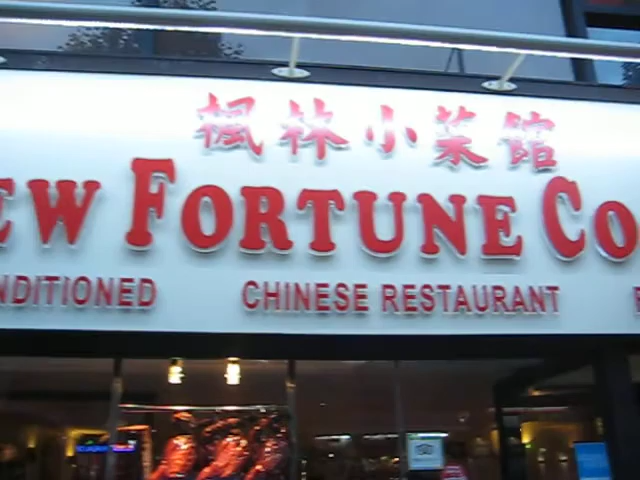 楓林小菜館
EW FORTUNE CO
NDITIONED CHINESE RESTAURANT